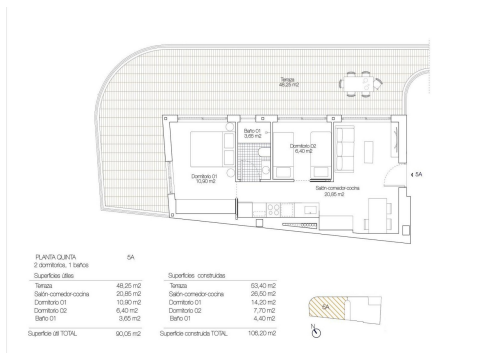 Terraza
48,25 m2
Baño 01
3,65 m2
Dormitorio 02
6,40 m2
Dormitorio 01
10,90 m2
Salón-comedor-cocina
20,85 m2
5A
PLANTA QUINTA 5A
2 dormitorios, 1 baños
Superficies útiles
Terraza 48,25 m2
Salón-comedor-cocina 20,85 m2
Dormitorio 01 10,90 m2
Dormitorio 02 6,40 m2
Baño 01 3,65 m2
Superficie útil TOTAL 90,05 m2
Superficies construidas
Terraza 53,40 m2
Salón-comedor-cocina 26,50 m2
Dormitorio 01 14,20 m2
Dormitorio 02 7,70 m2
Baño 01 4,40 m2
Superficie construida TOTAL 106,20 m2
5A
N